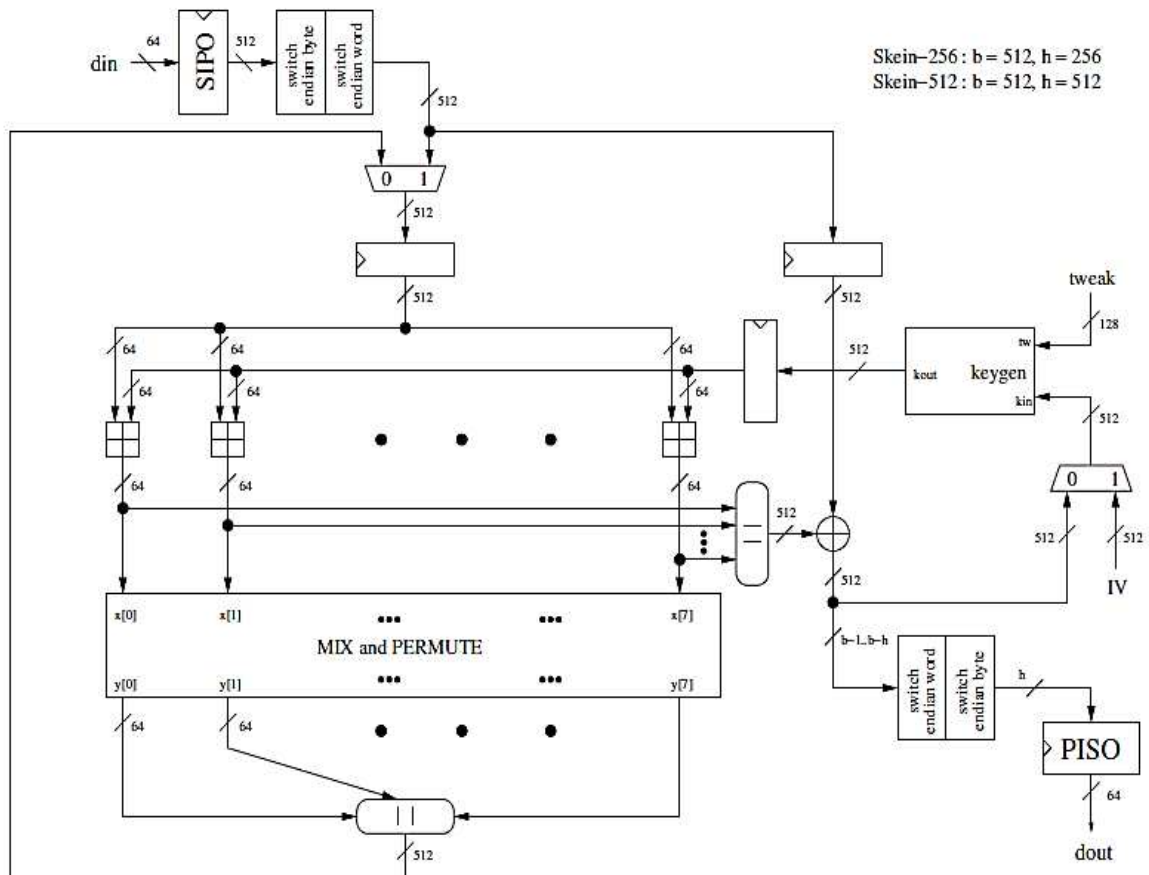 din
64
SIPO
512
switch
endian byte
switch
endian word
512
Skein-256: b = 512, h = 256
Skein-512: b = 512, h = 512
0 1
512
512
512
tweak
128
tw
keygen
kout
kin
512
512
64
64
64
64
64
64
64
64
64
0 1
512
512
IV
||
512
512
x[0]
x[1]
x[7]
MIX and PERMUTE
y[0]
y[1]
y[7]
b-1..b-h
switch
endian word
switch
endian byte
h
PISO
64
dout
64
64
||
512